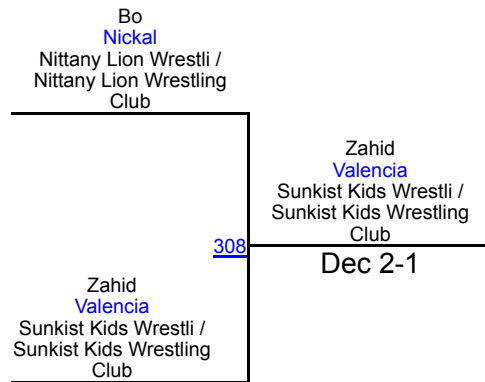 Bo
Nickal
Nittany Lion Wrestli /
Nittany Lion Wrestling
Club
Zahid
Valencia
Sunkist Kids Wrestli /
Sunkist Kids Wrestling
Club
308
Dec 2-1
Zahid
Valencia
Sunkist Kids Wrestli /
Sunkist Kids Wrestling
Club